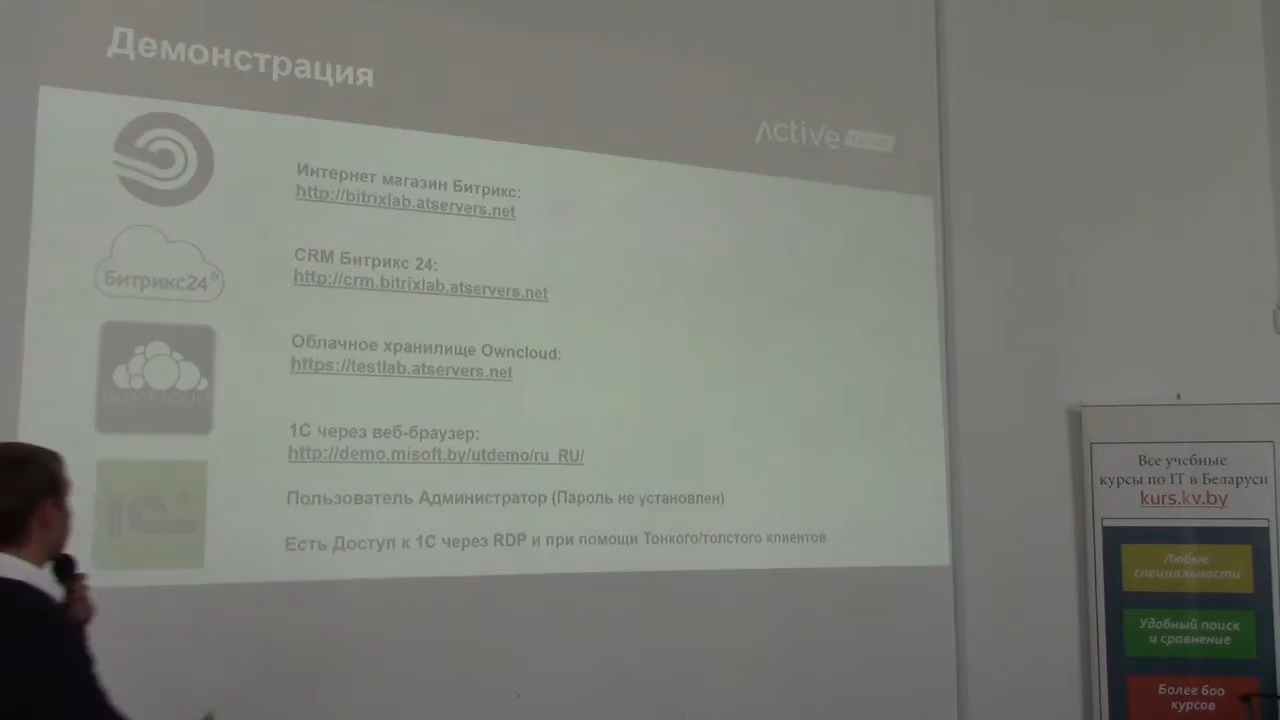 Демонстрация
Active
Интернет магазин Битрикс:
http://bitrixlab.atservers.net
Битрикс24
CRM Битрикс 24:
http://crm.bitrixlab.atservers.net
Облачное хранилище Owncloud:
https://testlab.atservers.net
1С через веб-браузер:
http://demo.misoft.by/utdemo/ru_RU/
1С
Пользователь Администратор (Пароль не установлен)
Есть Доступ к 1С через RDP и при помощи Тонкого/толстого клиентов
Все учебные
курсы по IT в Беларуси
kurs.kv.by
Любые
специальности
Удобный поиск
и сравнение
Более 600
курсов